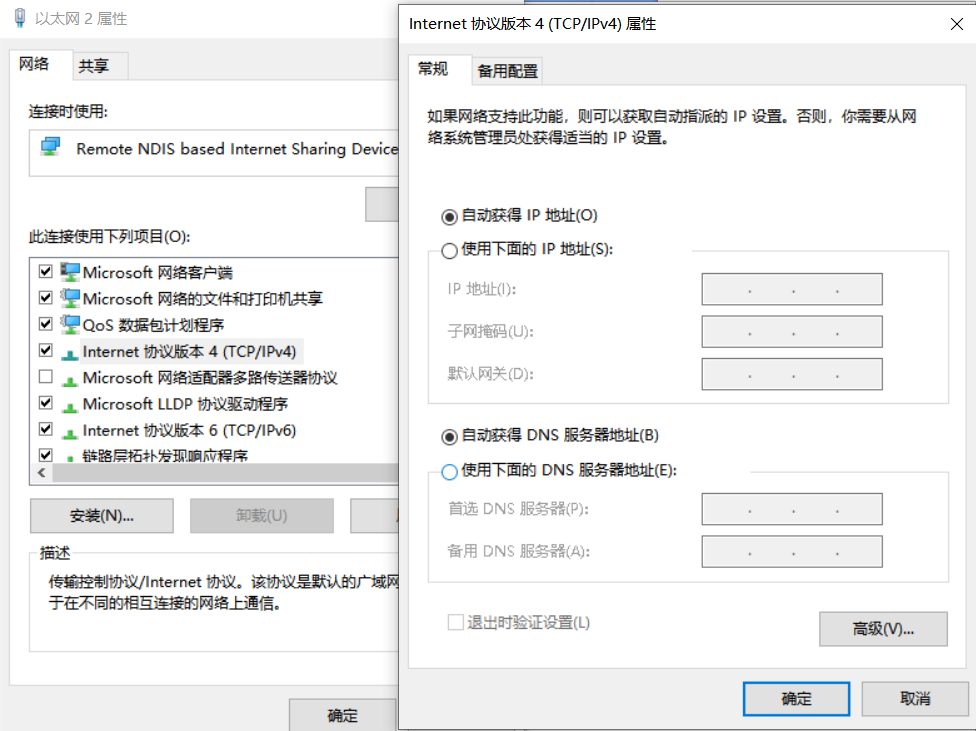 以太网 2 属性
网络
共享
连接时使用:
Remote NDIS based Internet Sharing Device
此连接使用下列项目(O):
Microsoft 网络客户端
Microsoft 网络的文件和打印机共享
QoS 数据包计划程序
Internet 协议版本 4 (TCP/IPv4)
Microsoft 网络适配器多路传送器协议
Microsoft LLDP 协议驱动程序
Internet 协议版本 6 (TCP/IPv6)
链路层拓扑发现响应程序
安装(N)...
卸载(U)
描述
传输控制协议/Internet 协议。该协议是默认的广域网
于在不同的相互连接的网络上通信。
确定
Internet 协议版本 4 (TCP/IPv4) 属性
常规
备用配置
如果网络支持此功能，则可以获取自动指派的 IP 设置。否则，你需要从网
络系统管理员处获得适当的 IP 设置。
自动获得 IP 地址(O)
使用下面的 IP 地址(S):
IP 地址(I):
子网掩码(U):
默认网关(D):
自动获得 DNS 服务器地址(B)
使用下面的 DNS 服务器地址(E):
首选 DNS 服务器(P):
备用 DNS 服务器(A):
退出时验证设置(L)
高级(V)...
确定
取消